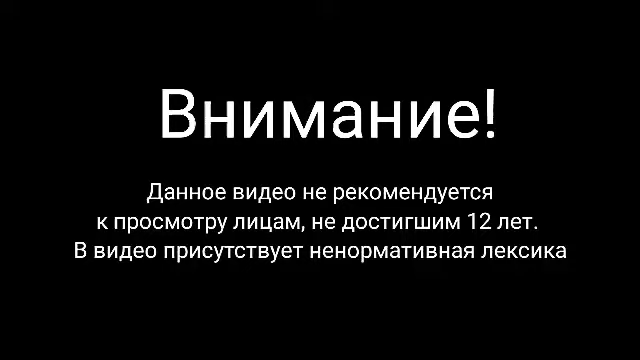 Внимание!
Данное видео не рекомендуется
к просмотру лицам, не достигшим 12 лет.
В видео присутствует ненормативная лексика